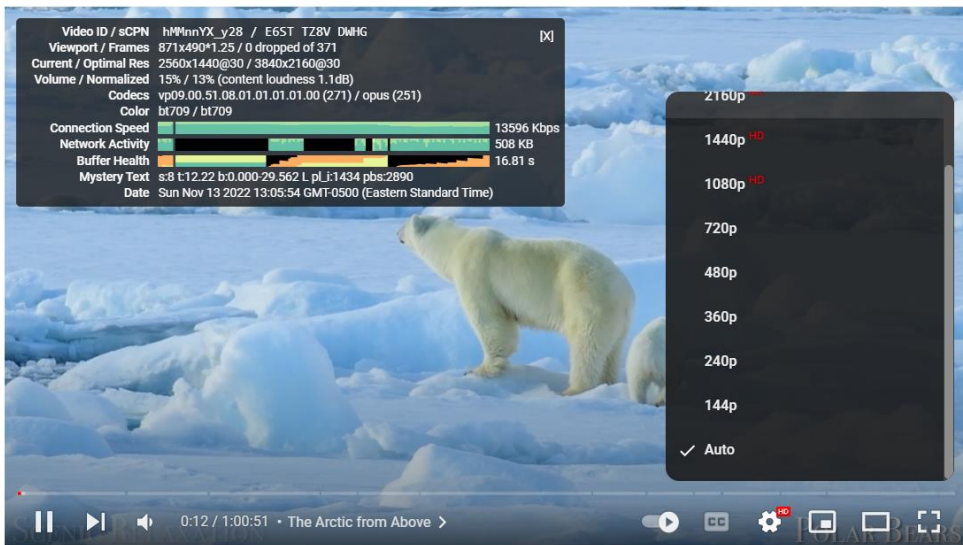 Video ID / sCPN hMMnnYX_y28 / E6ST TZ8V DWHG [X]
Viewport / Frames 871x490*1.25 / 0 dropped of 371
Current / Optimal Res 2560x1440@30 / 3840x2160@30
Volume / Normalized 15% / 13% (content loudness 1.1dB)
Codecs vp09.00.51.08.01.01.01.01.00 (271) / opus (251)
Color bt709 / bt709
Connection Speed 13596 Kbps
Network Activity 508 KB
Buffer Health 16.81 s
Mystery Text s:8 t:12.22 b:0.000-29.562 L pl_i:1434 pbs:2890
Date Sun Nov 13 2022 13:05:54 GMT-0500 (Eastern Standard Time)
2160p
1440p HD
1080p HD
720p
480p
360p
240p
144p
Auto
0:12 / 1:00:51 • The Arctic from Above
CC
HD
SCENIC RELAXATION
POLAR BEARS